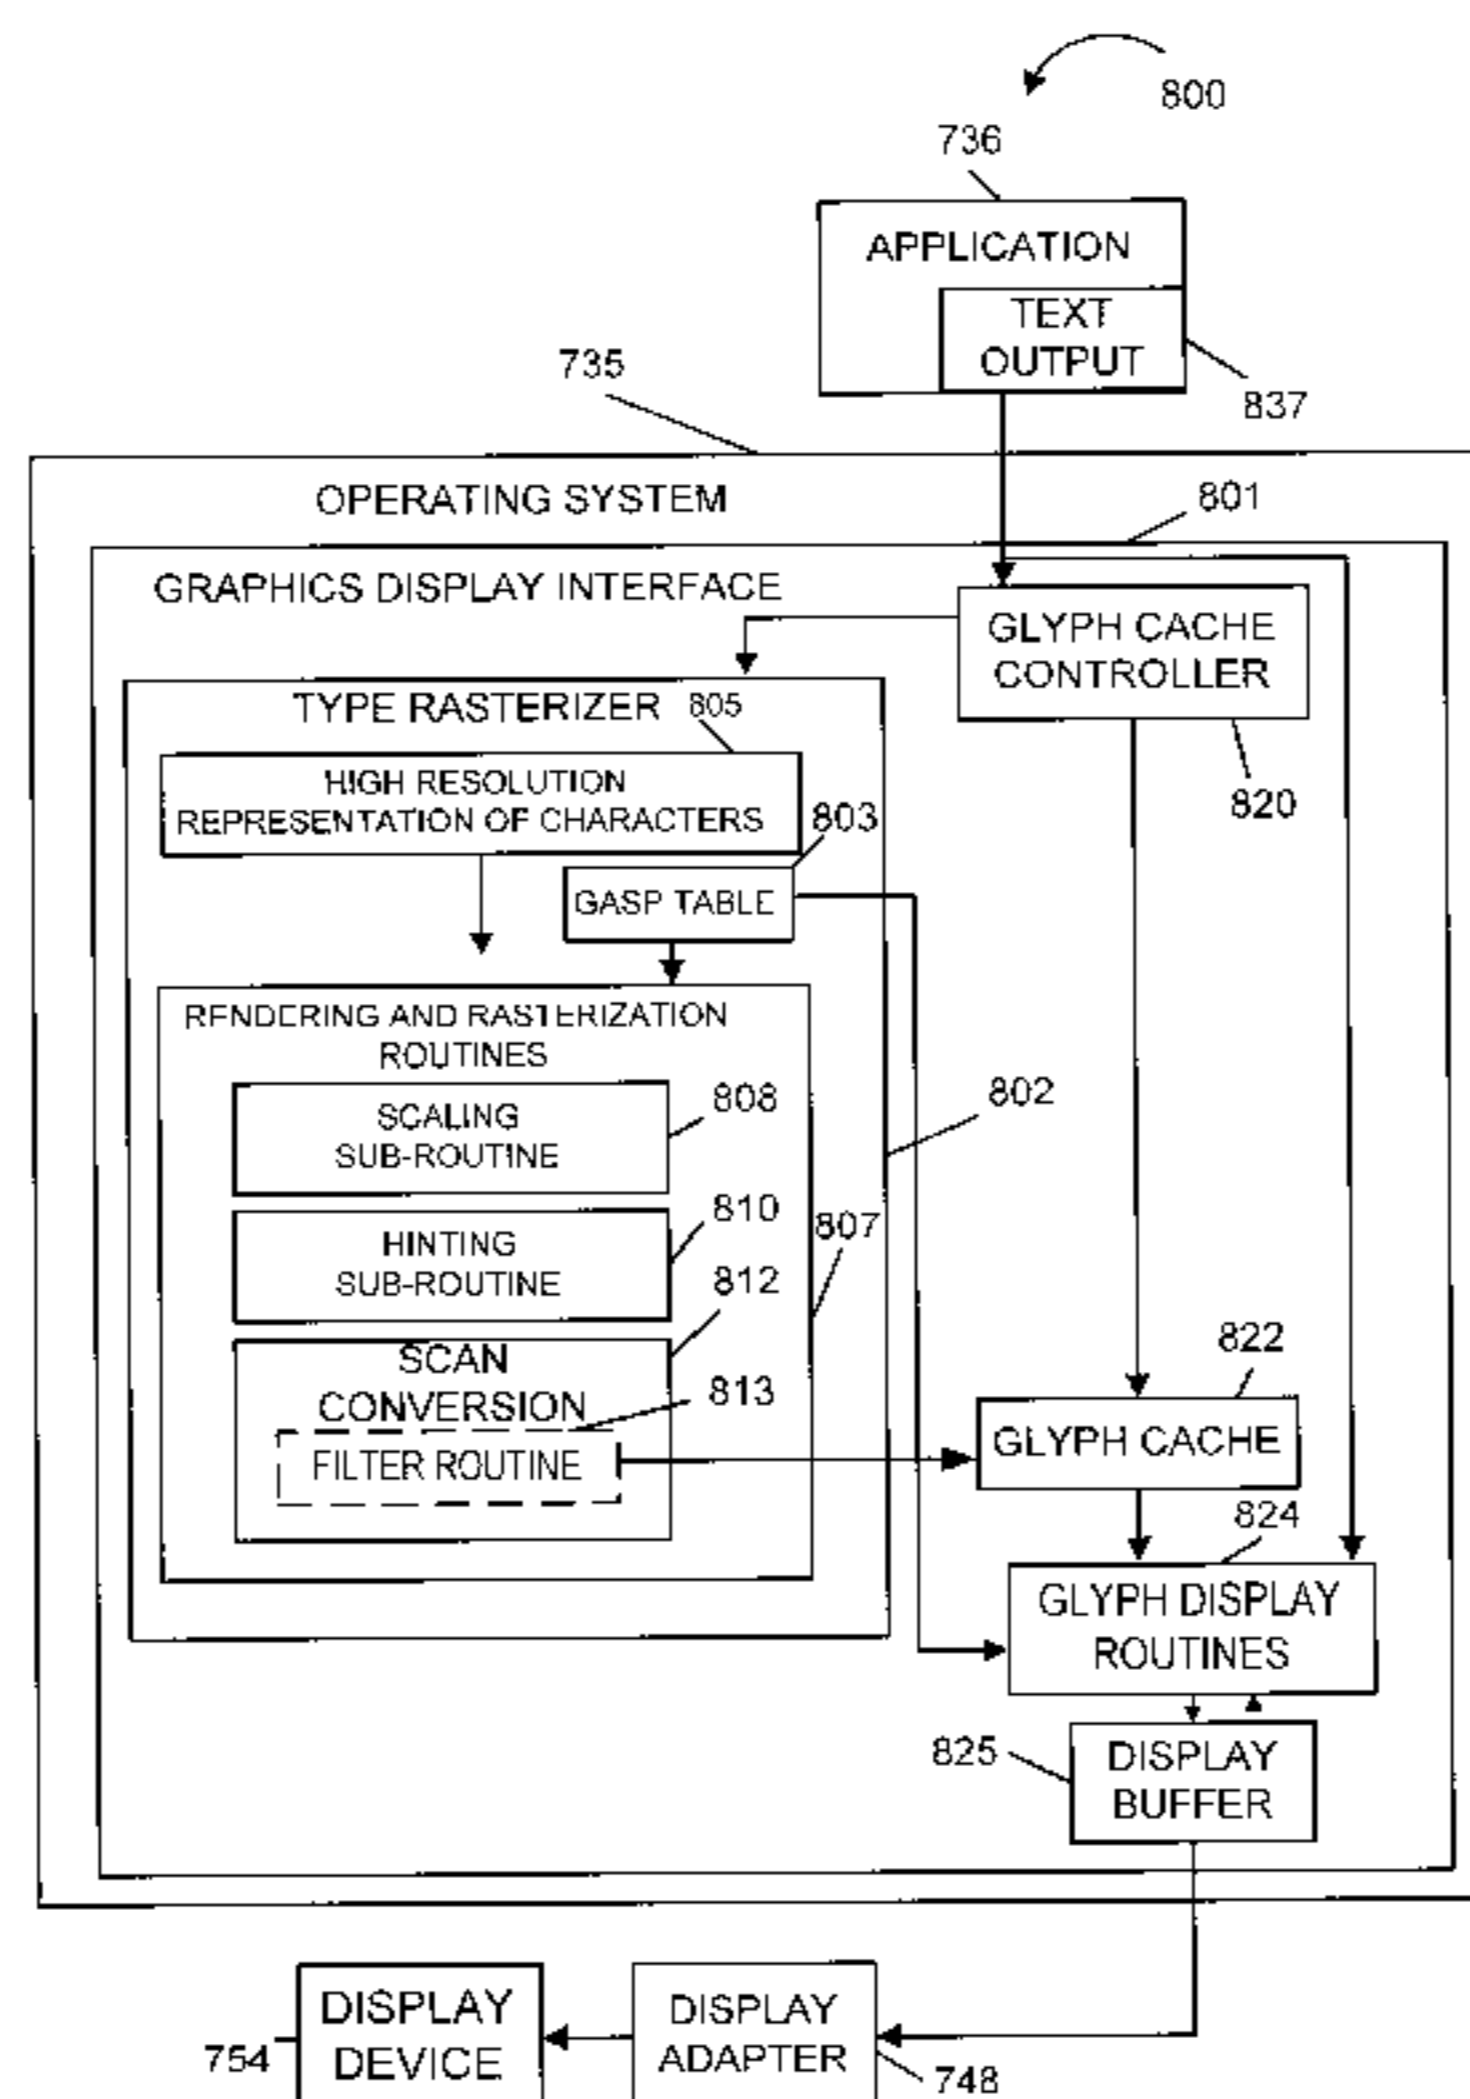 800
736
APPLICATION
TEXT
OUTPUT
837
735
OPERATING SYSTEM
801
GRAPHICS DISPLAY INTERFACE
GLYPH CACHE
CONTROLLER
820
TYPE RASTERIZER
805
HIGH RESOLUTION
REPRESENTATION OF CHARACTERS
803
GASP TABLE
RENDERING AND RASTERIZATION
ROUTINES
SCALING
SUB-ROUTINE
808
802
HINTING
SUB-ROUTINE
810
807
812
SCAN
CONVERSION
813
FILTER ROUTINE
822
GLYPH CACHE
824
GLYPH DISPLAY
ROUTINES
825
DISPLAY
BUFFER
DISPLAY
DEVICE
754
DISPLAY
ADAPTER
748